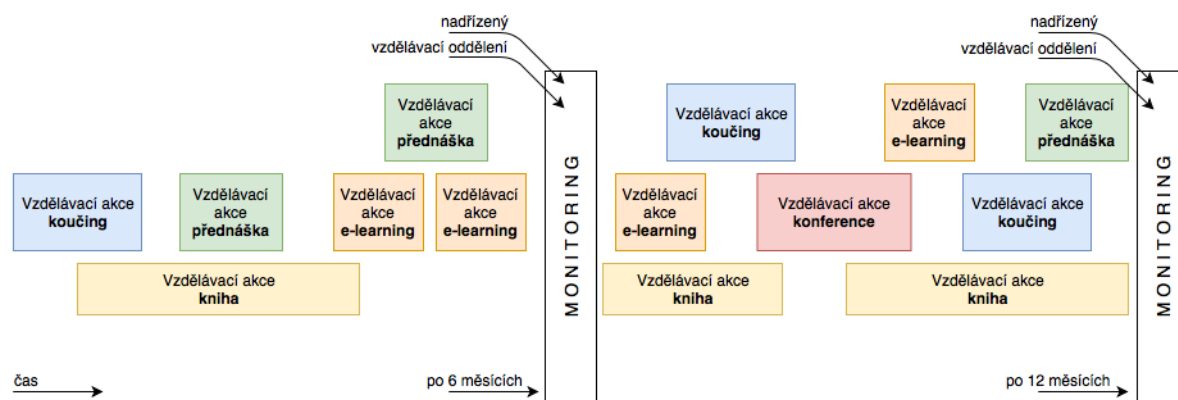 nadřízený
vzdělávací oddělení
Vzdělávací
akce
přednáška
Vzdělávací akce
koučing
Vzdělávací
akce
přednáška
Vzdělávací
akce
e-learning
Vzdělávací
akce
e-learning
Vzdělávací akce
kniha
čas
po 6 měsících
MONITORING
nadřízený
vzdělávací oddělení
Vzdělávací akce
koučing
Vzdělávací
akce
e-learning
Vzdělávací
akce
přednáška
Vzdělávací
akce
e-learning
Vzdělávací akce
konference
Vzdělávací akce
koučing
Vzdělávací akce
kniha
Vzdělávací akce
kniha
po 12 měsících
MONITORING